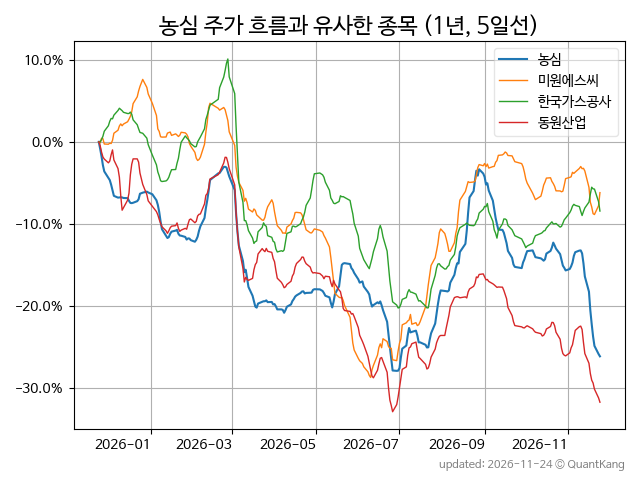 농심 주가 흐름과 유사한 종목 (1년, 5일선)
농심
미원에스씨
한국가스공사
동원산업
10.0%
0.0%
−10.0%
−20.0%
−30.0%
2026−01
2026−03
2026−05
2026−07
2026−09
2026−11
updated: 2026-11-24 © QuantKang